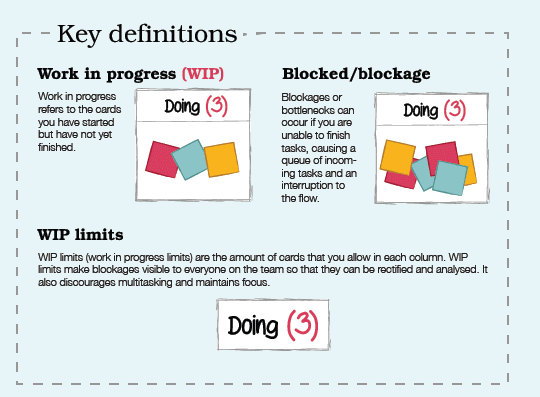 Key definitions
Work in progress (WIP)
Work in progress
refers to the cards
you have started
but have not yet
finished.
Doing (3)
Blocked/blockage
Blockages or
bottlenecks can
occur if you are
unable to finish
tasks, causing a
queue of incom-
ing tasks and an
interruption to
the flow.
Doing (3)
WIP limits
WIP limits (work in progress limits) are the amount of cards that you allow in each column. WIP
limits make blockages visible to everyone on the team so that they can be rectified and analysed. It
also discourages multitasking and maintains focus.
Doing (3)